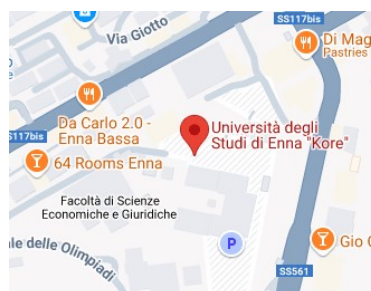 SS117bis
Via Giotto
Di Mag
Pastries
Da Carlo 2.0 -
Enna Bassa
Università degli
Studi di Enna "Kore"
S117bis
64 Rooms Enna
Facoltà di Scienze
Economiche e Giuridiche
ale delle Olimpiadi
P
Gio C
SS561